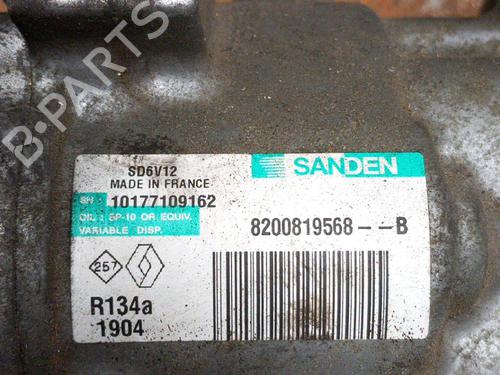 B-PARTS
SD6V12
MADE IN FRANCE
SANDEN
SN : 10177109162
OIL : SP-10 OR EQUIV.
VARIABLE DISP.
8200819568--B
257
R134a
1904